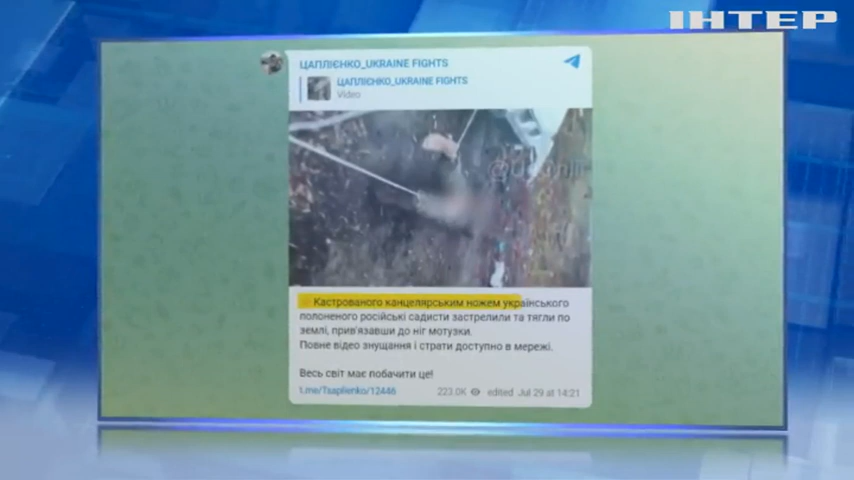 ІНТЕР
ЦАПЛІЄНКО_UKRAINE FIGHTS
ЦАПЛІЄНКО_UKRAINE FIGHTS
Video
Кастрованого канцелярським ножем українського
полоненого російські садисти застрелили та тягли по
землі, прив'язавши до ніг мотузки.
Повне відео знущання і страти доступно в мережі.
Весь світ має побачити це!
t.me/Tsaplienko/12446
223.0K edited Jul 29 at 14:21